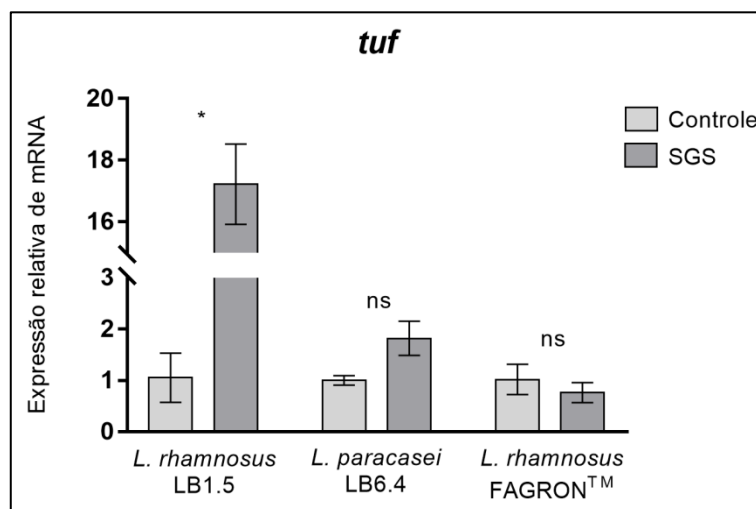 tuf
Controle
SGS
Expressão relativa de mRNA
20
18
16
3
2
1
0
*
ns
ns
L. rhamnosus
LB1.5
L. paracasei
LB6.4
L. rhamnosus
FAGRON™